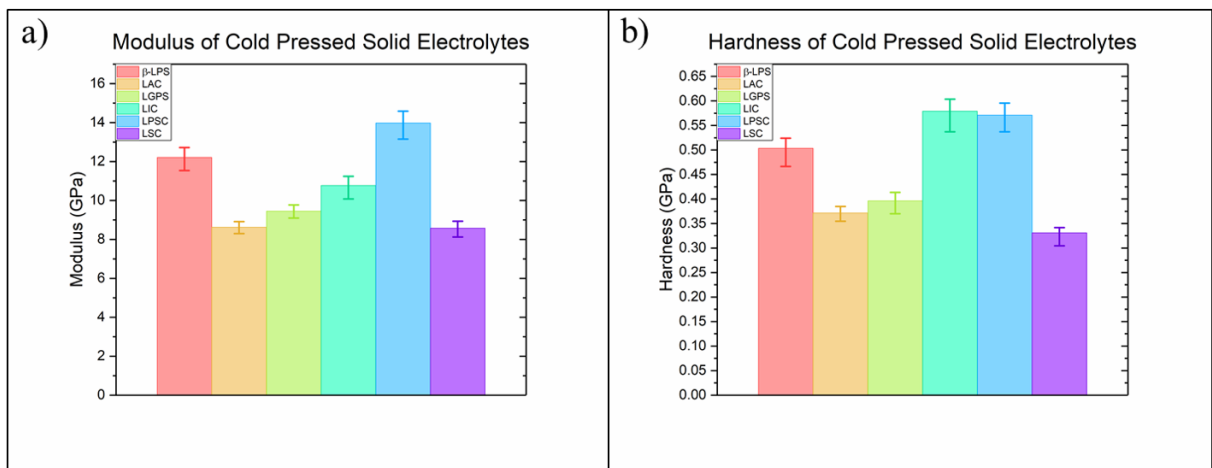 a)
Modulus of Cold Pressed Solid Electrolytes
β-LPS
LAC
LGPS
LIC
LPSC
LSC
Modulus (GPa)
16
14
12
10
8
6
4
2
0
b)
Hardness of Cold Pressed Solid Electrolytes
β-LPS
LAC
LGPS
LIC
LPSC
LSC
Hardness (GPa)
0.65
0.60
0.55
0.50
0.45
0.40
0.35
0.30
0.25
0.20
0.15
0.10
0.05
0.00